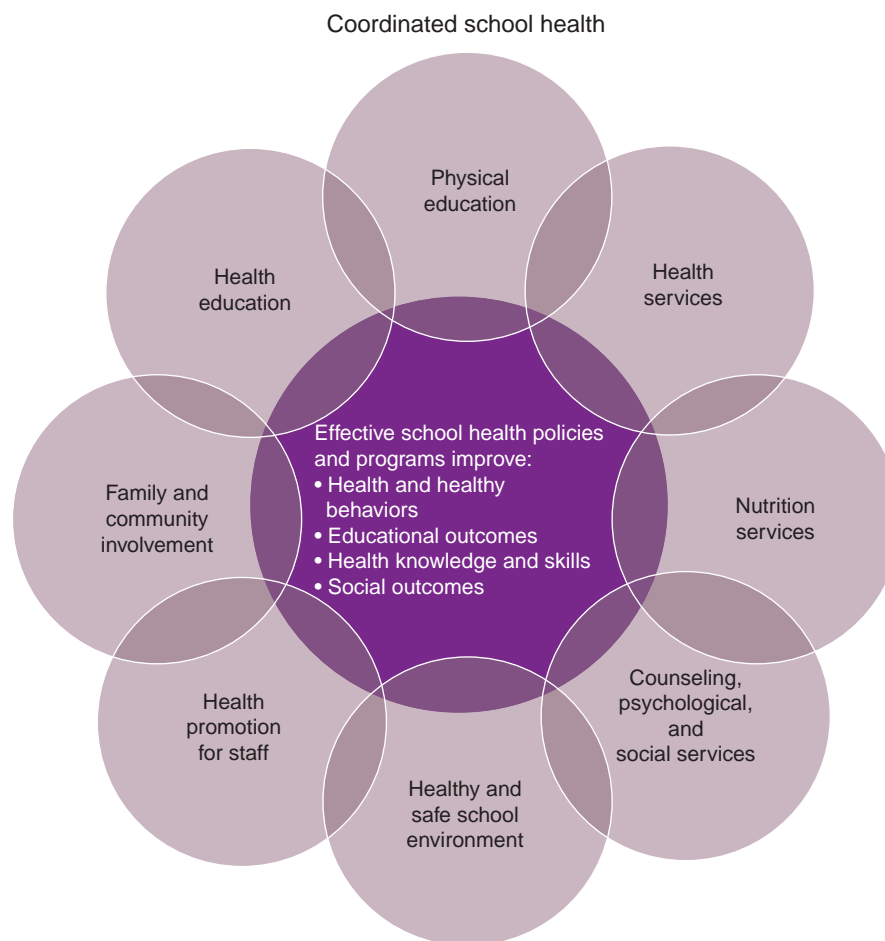 Coordinated school health
Physical
education
Health
services
Nutrition
services
Counseling,
psychological,
and
social services
Healthy and
safe school
environment
Health
promotion
for staff
Family and
community
involvement
Health
education
Effective school health policies
and programs improve:
• Health and healthy
behaviors
• Educational outcomes
• Health knowledge and skills
• Social outcomes